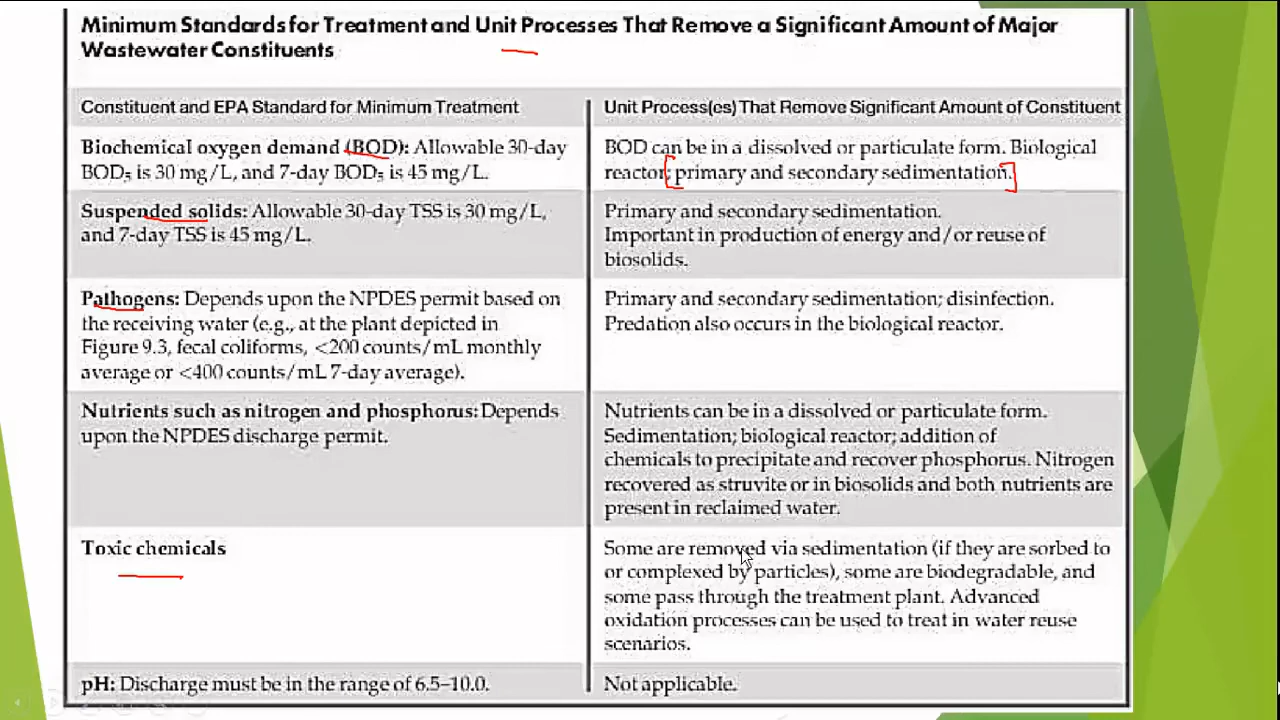 Minimum Standards for Treatment and Unit Processes That Remove a Significant Amount of Major
Wastewater Constituents
Constituent and EPA Standard for Minimum Treatment
Unit Process(es) That Remove Significant Amount of Constituent
Biochemical oxygen demand (BOD): Allowable 30-day
BOD₅ is 30 mg/L, and 7-day BOD₅ is 45 mg/L.
BOD can be in a dissolved or particulate form. Biological
reactor; primary and secondary sedimentation.
Suspended solids: Allowable 30-day TSS is 30 mg/L,
and 7-day TSS is 45 mg/L.
Primary and secondary sedimentation.
Important in production of energy and/or reuse of
biosolids.
Pathogens: Depends upon the NPDES permit based on
the receiving water (e.g., at the plant depicted in
Figure 9.3, fecal coliforms, <200 counts/mL monthly
average or <400 counts/mL 7-day average).
Primary and secondary sedimentation; disinfection.
Predation also occurs in the biological reactor.
Nutrients such as nitrogen and phosphorus: Depends
upon the NPDES discharge permit.
Nutrients can be in a dissolved or particulate form.
Sedimentation; biological reactor; addition of
chemicals to precipitate and recover phosphorus. Nitrogen
recovered as struvite or in biosolids and both nutrients are
present in reclaimed water.
Toxic chemicals
Some are removed via sedimentation (if they are sorbed to
or complexed by particles), some are biodegradable, and
some pass through the treatment plant. Advanced
oxidation processes can be used to treat in water reuse
scenarios.
pH: Discharge must be in the range of 6.5–10.0.
Not applicable.